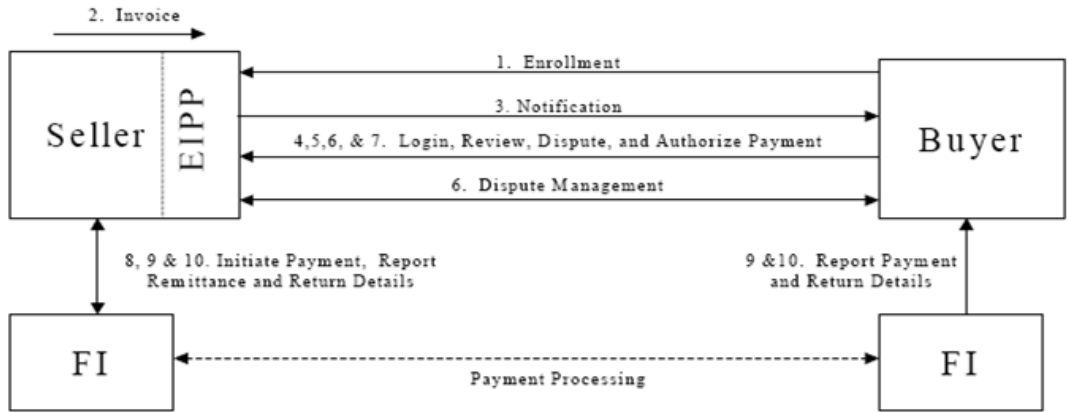 2. Invoice
1. Enrollment
Seller
EIPP
3. Notification
4,5,6, & 7. Login, Review, Dispute, and Authorize Payment
Buyer
6. Dispute Management
8, 9 & 10. Initiate Payment, Report
Remittance and Return Details
9 &10. Report Payment
and Return Details
FI
Payment Processing
FI